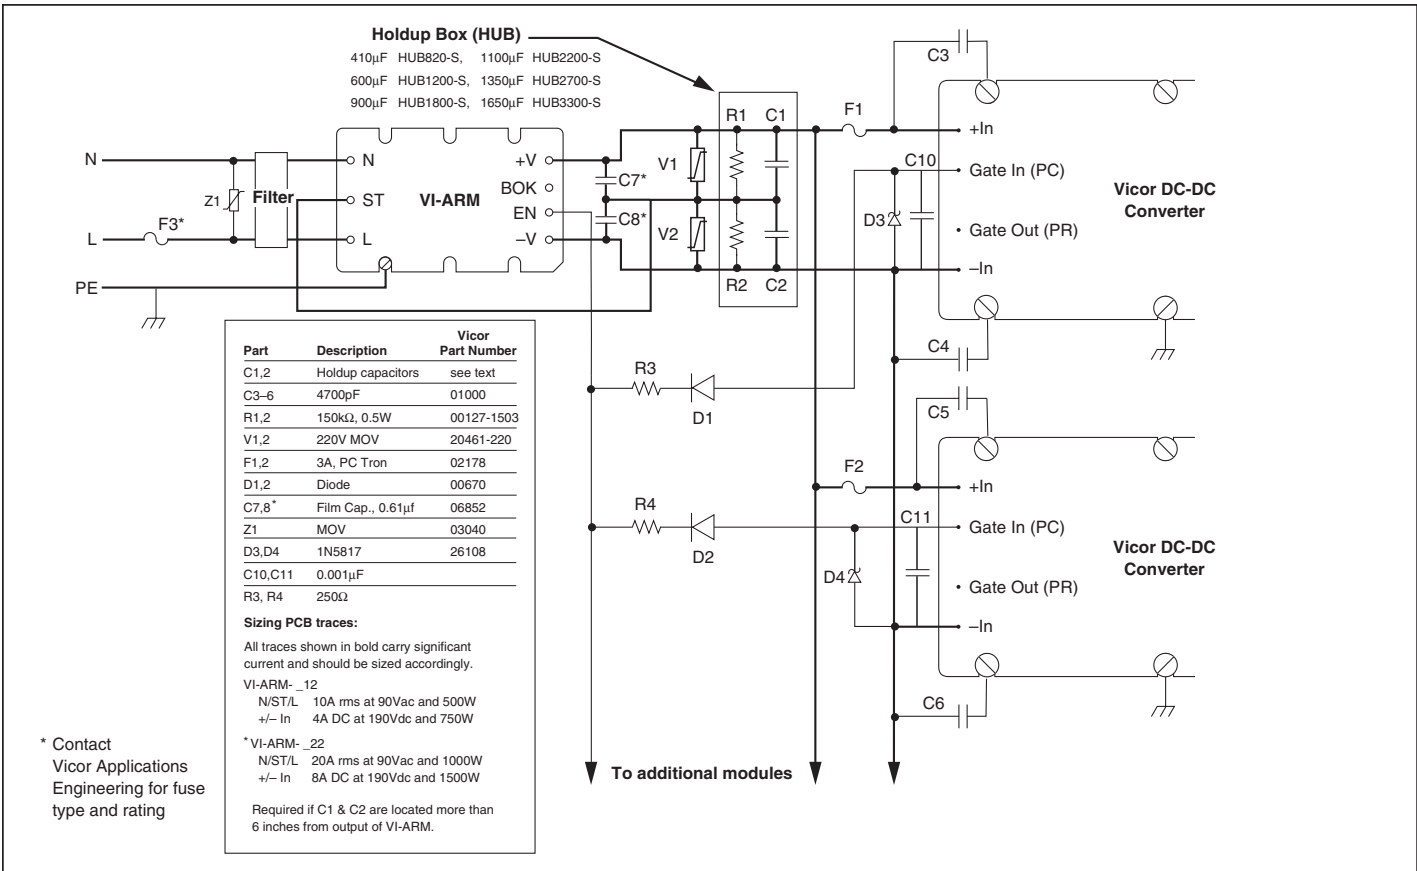 Holdup Box (HUB)
410µF HUB820-S, 1100µF HUB2200-S
600µF HUB1200-S, 1350µF HUB2700-S
900µF HUB1800-S, 1650µF HUB3300-S
N
L
PE
F3*
Z1
Filter
N
ST
L
VI-ARM
+V
BOK
EN
–V
C7*
C8*
V1
V2
R1 C1
R2 C2
F1
C3
+In
C10
Gate In (PC)
D3
Gate Out (PR)
–In
Vicor DC-DC
Converter
C4
R3
D1
C5
F2
+In
R4
D2
C11
Gate In (PC)
D4
Gate Out (PR)
–In
Vicor DC-DC
Converter
C6
To additional modules
Part Description Vicor Part Number
C1,2 Holdup capacitors see text
C3–6 4700pF 01000
R1,2 150kΩ, 0.5W 00127-1503
V1,2 220V MOV 20461-220
F1,2 3A, PC Tron 02178
D1,2 Diode 00670
C7,8* Film Cap., 0.61µf 06852
Z1 MOV 03040
D3,D4 1N5817 26108
C10,C11 0.001µF
R3, R4 250Ω
Sizing PCB traces:
All traces shown in bold carry significant
current and should be sized accordingly.
VI-ARM- _12
N/ST/L 10A rms at 90Vac and 500W
+/– In 4A DC at 190Vdc and 750W
*VI-ARM- _22
N/ST/L 20A rms at 90Vac and 1000W
+/– In 8A DC at 190Vdc and 1500W
Required if C1 & C2 are located more than
6 inches from output of VI-ARM.
* Contact
Vicor Applications
Engineering for fuse
type and rating